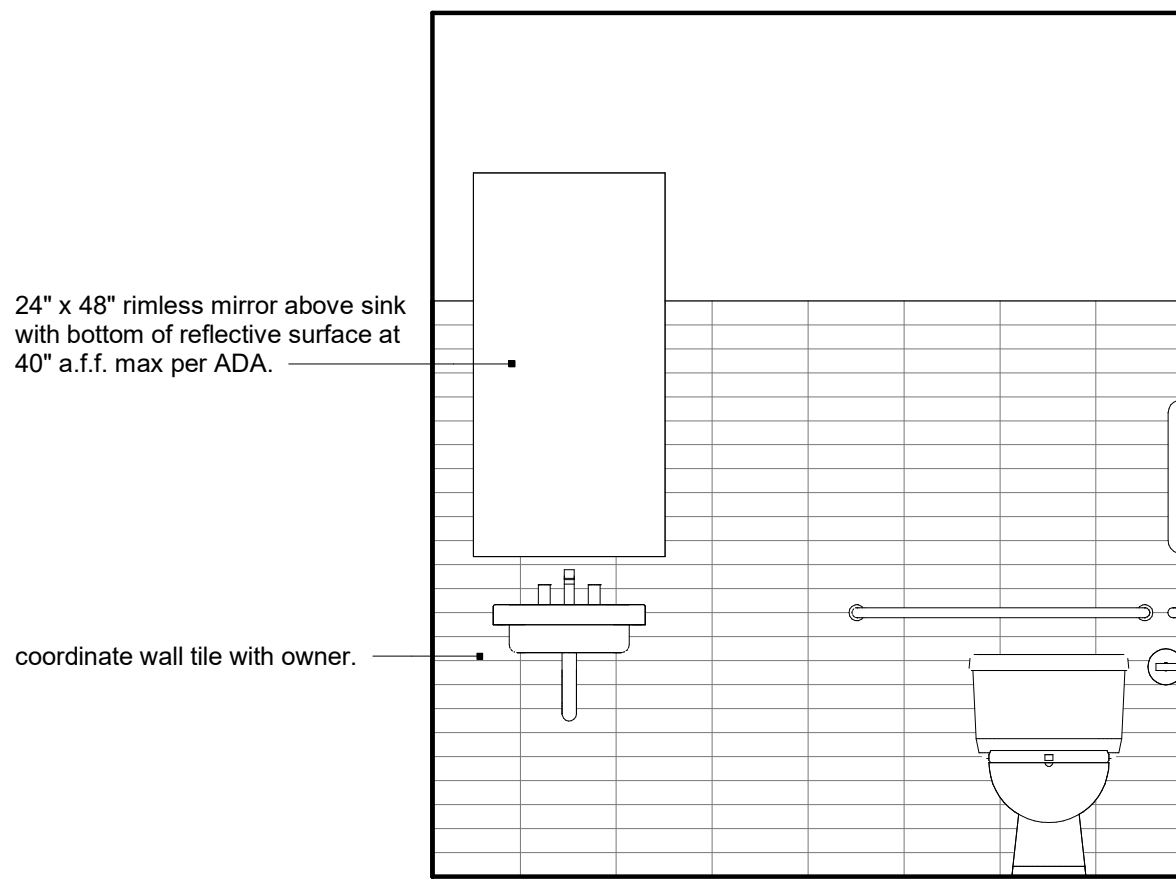 24" x 48" rimless mirror above sink
with bottom of reflective surface at
40" a.f.f. max per ADA.
coordinate wall tile with owner.